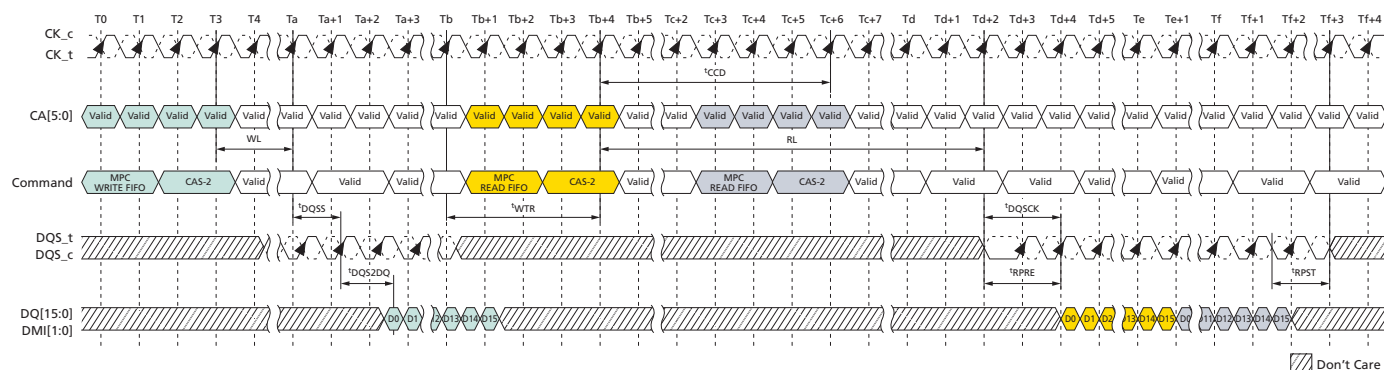 T0 T1 T2 T3 T4 Ta Ta+1 Ta+2 Ta+3 Tb Tb+1 Tb+2 Tb+3 Tb+4 Tb+5 Tc+2 Tc+3 Tc+4 Tc+5 Tc+6 Tc+7 Td Td+1 Td+2 Td+3 Td+4 Td+5 Te Te+1 Tf Tf+1 Tf+2 Tf+3 Tf+4
CK_c
CK_t
tCCD
CA[5:0] Valid Valid Valid Valid Valid Valid Valid Valid Valid Valid Valid Valid Valid Valid Valid Valid Valid Valid Valid Valid Valid Valid Valid Valid Valid Valid Valid Valid Valid Valid Valid Valid Valid Valid
WL RL
Command MPC WRITE FIFO CAS-2 Valid Valid Valid MPC READ FIFO CAS-2 Valid MPC READ FIFO CAS-2 Valid Valid Valid Valid Valid Valid Valid
tDQSS tWTR tDQSCK
DQS_t
DQS_c
tDQS2DQ tRPRE tRPST
DQ[15:0]
DMI[1:0]
D0 D1 2 D13 D14 D15 D0 D1 D2 13 D14 D15 D0 11 D12 D13 D14 D15
Don't Care